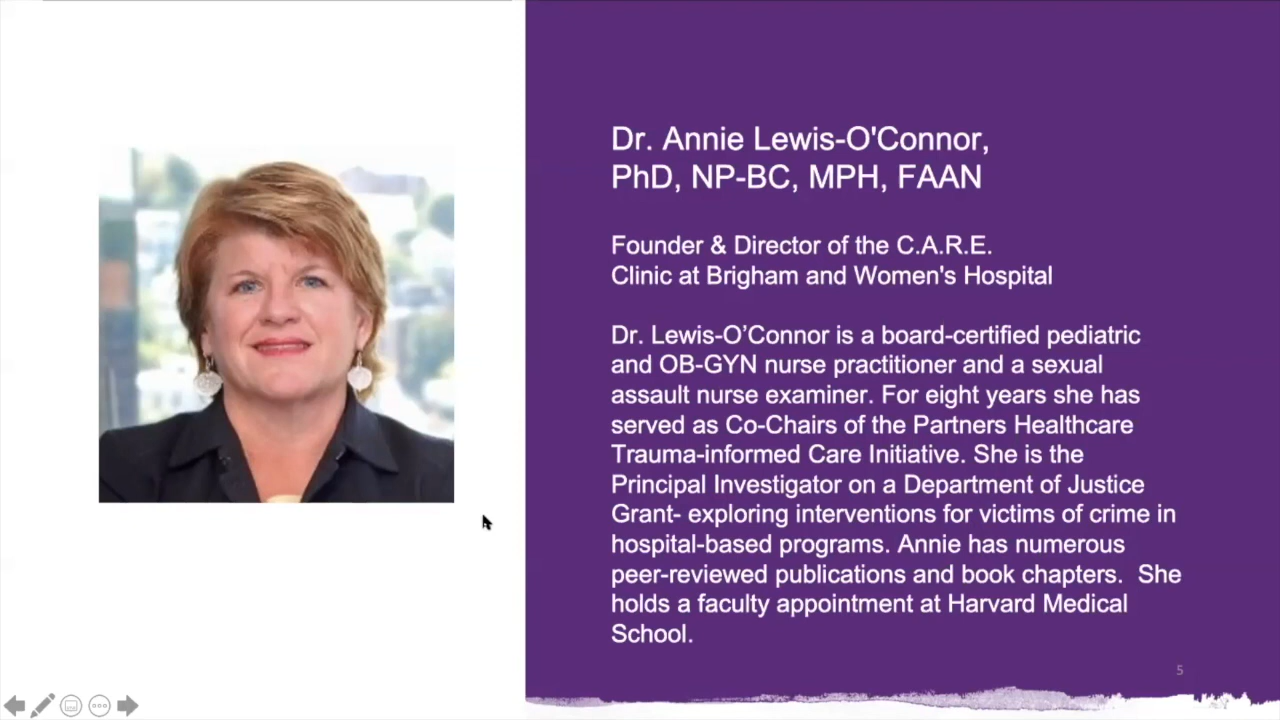 Dr. Annie Lewis-O'Connor,
PhD, NP-BC, MPH, FAAN
Founder & Director of the C.A.R.E.
Clinic at Brigham and Women's Hospital
Dr. Lewis-O’Connor is a board-certified pediatric
and OB-GYN nurse practitioner and a sexual
assault nurse examiner. For eight years she has
served as Co-Chairs of the Partners Healthcare
Trauma-informed Care Initiative. She is the
Principal Investigator on a Department of Justice
Grant- exploring interventions for victims of crime in
hospital-based programs. Annie has numerous
peer-reviewed publications and book chapters.  She
holds a faculty appointment at Harvard Medical
School.
5